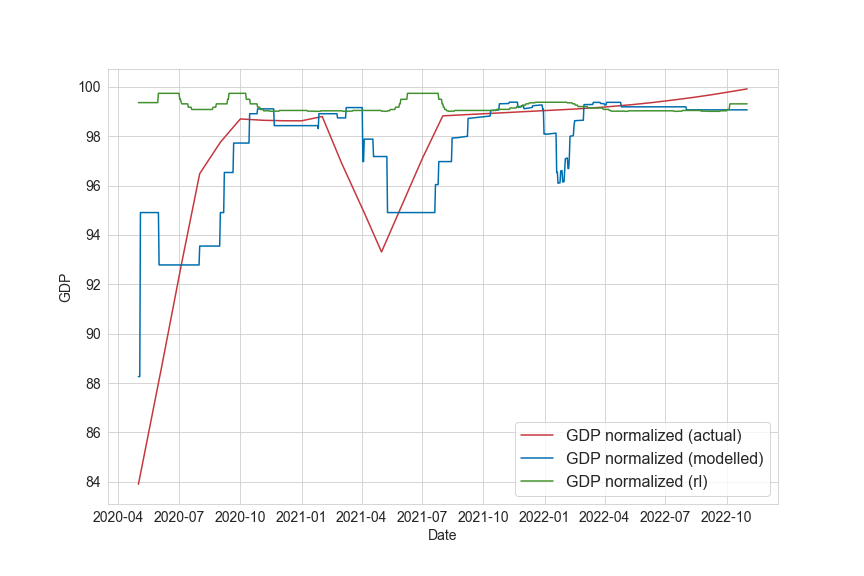 100
98
96
94
92
90
88
86
84
GDP
GDP normalized (actual)
GDP normalized (modelled)
GDP normalized (rl)
2020-04 2020-07 2020-10 2021-01 2021-04 2021-07 2021-10 2022-01 2022-04 2022-07 2022-10
Date